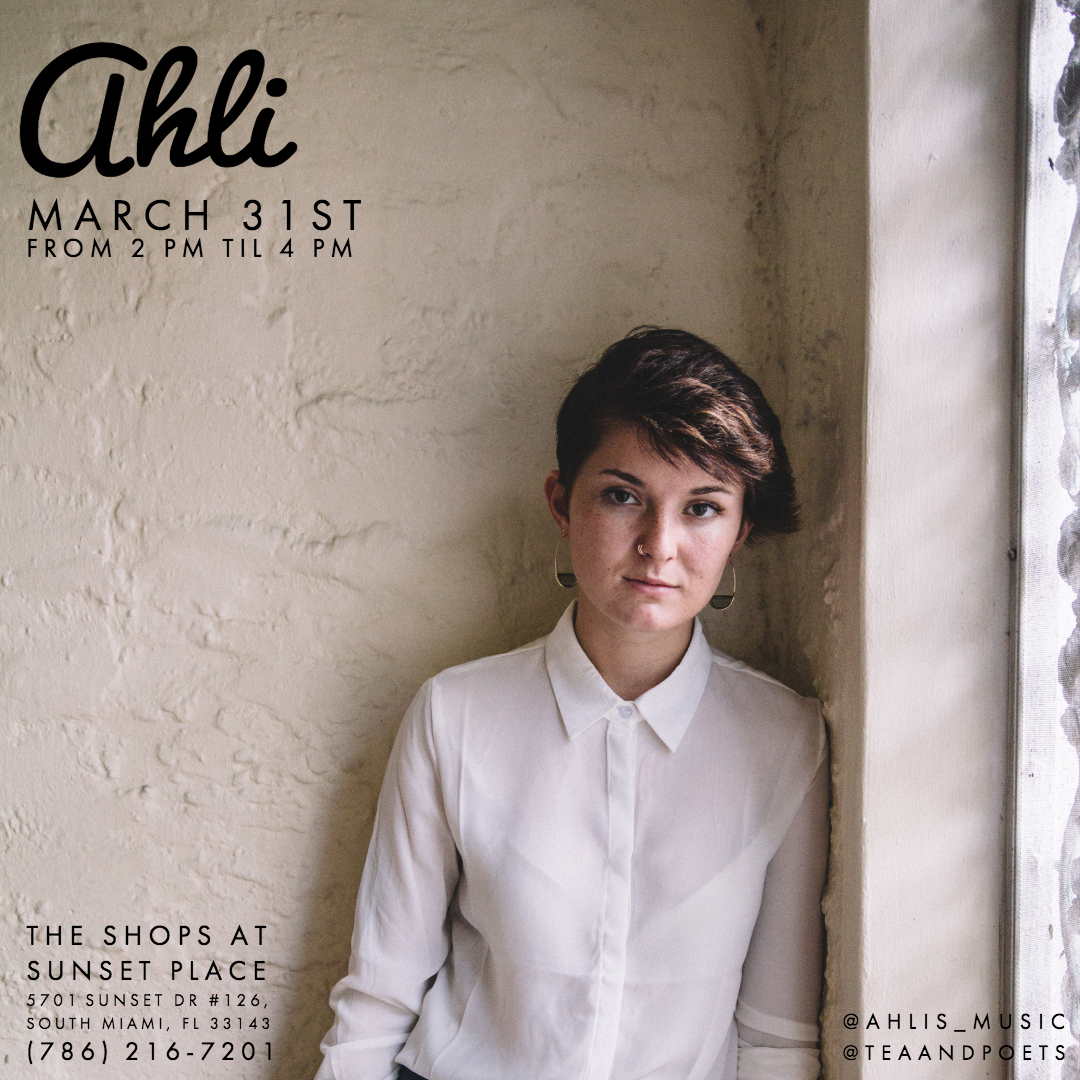 Ahli
MARCH 31ST
FROM 2 PM TIL 4 PM
THE SHOPS AT
SUNSET PLACE
5701 SUNSET DR #126,
SOUTH MIAMI, FL 33143
(786) 216-7201
@AHLIS_MUSIC
@TEAANDPOETS